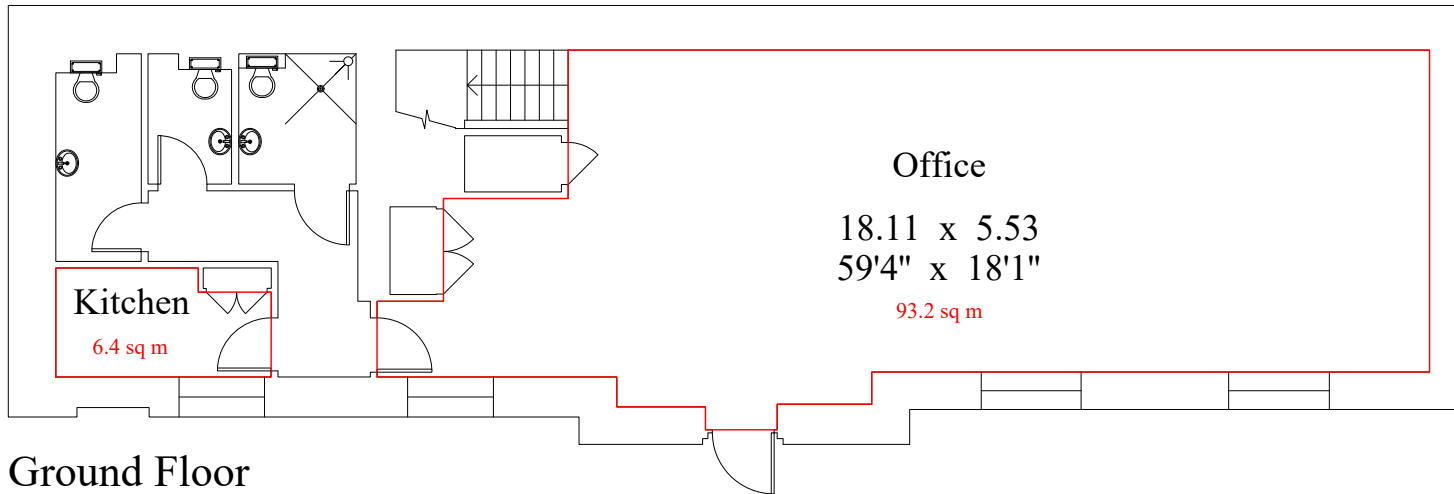 Office
18.11 x 5.53
59'4" x 18'1"
93.2 sq m
Kitchen
6.4 sq m
Ground Floor